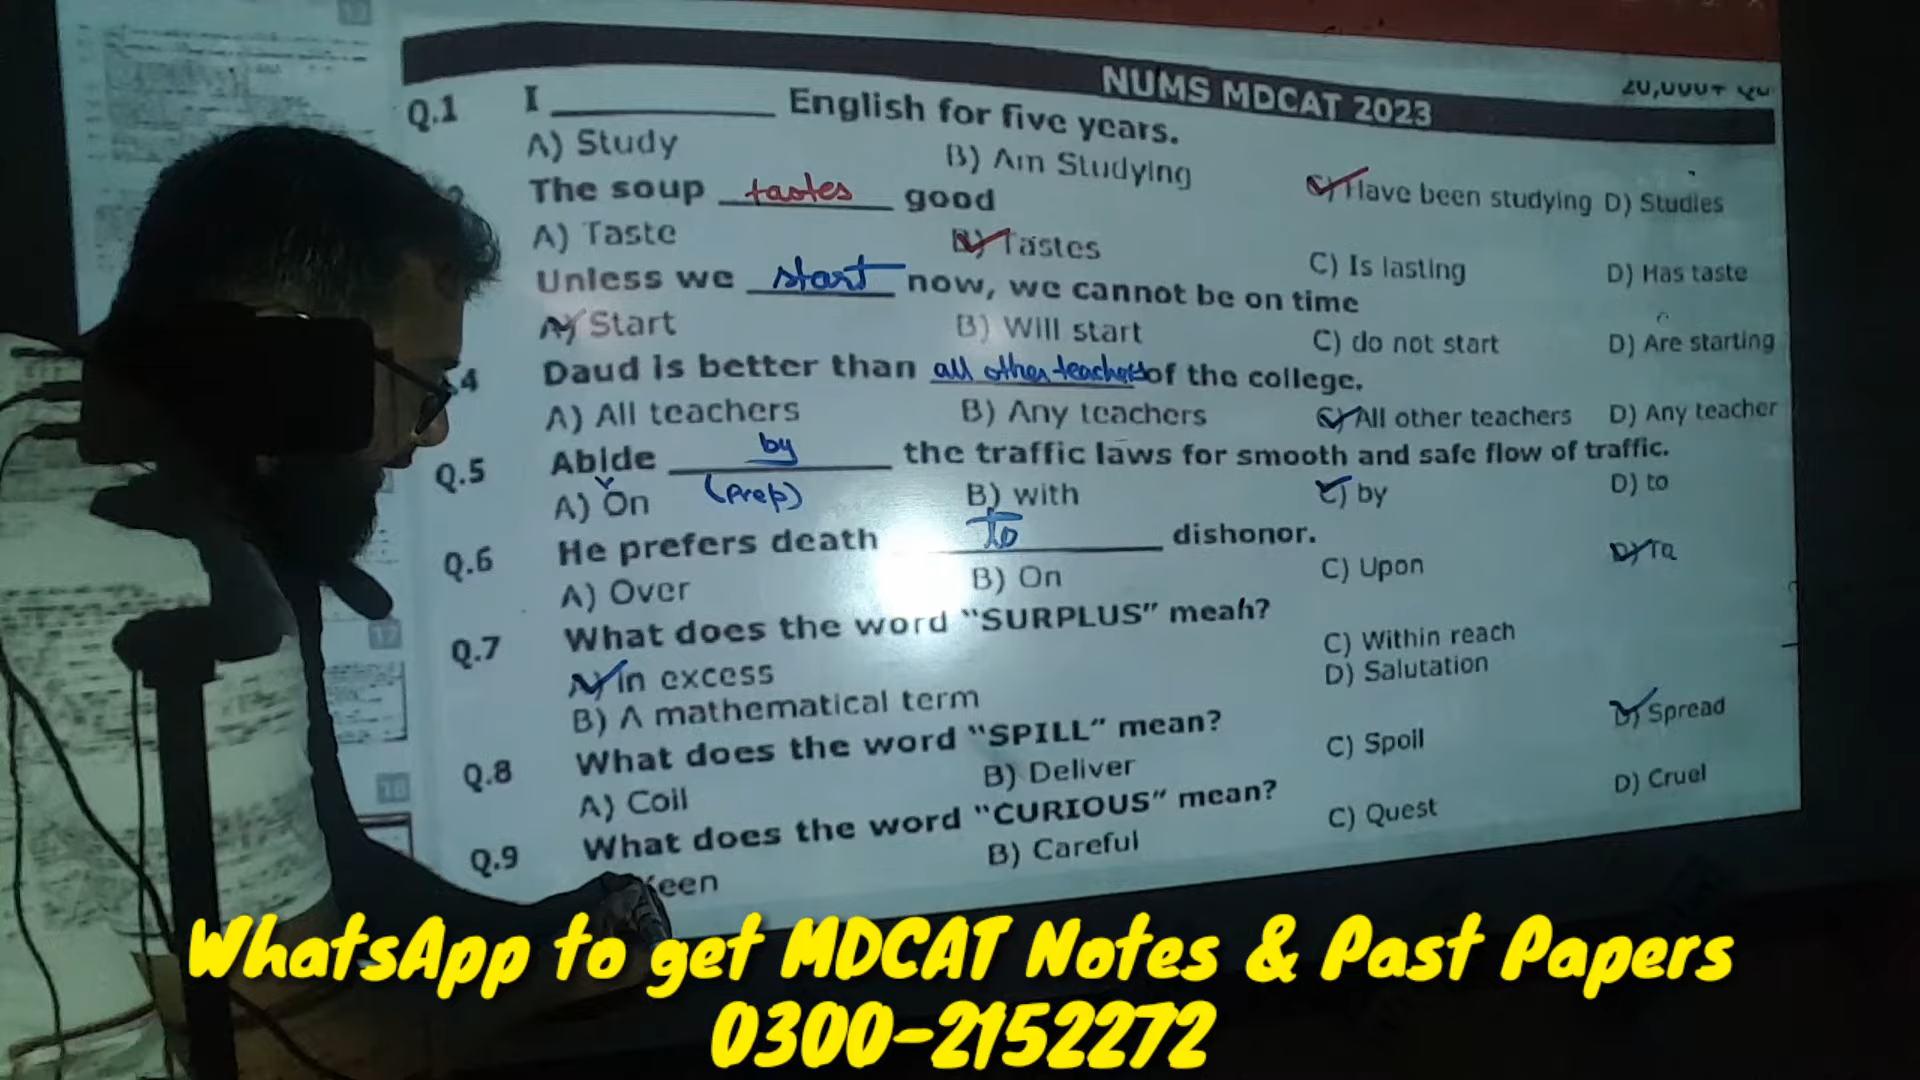 NUMS MDCAT 2023
Q.1 I ________ English for five years.
A) Study B) Am Studying C) Have been studying D) Studies
The soup tastes good
A) Taste B) Tastes C) Is lasting D) Has taste
Unless we start now, we cannot be on time
A) Start B) Will start C) do not start D) Are starting
4 Daud is better than all other teachers of the college.
A) All teachers B) Any teachers C) All other teachers D) Any teacher
Q.5 Abide by the traffic laws for smooth and safe flow of traffic.
A) On (prep) B) with C) by D) to
Q.6 He prefers death To dishonor.
A) Over B) On C) Upon D) To
Q.7 What does the word "SURPLUS" mean?
A) in excess C) Within reach
B) A mathematical term D) Salutation
Q.8 What does the word "SPILL" mean?
A) Coil B) Deliver C) Spoil D) Spread
Q.9 What does the word "CURIOUS" mean?
Keen B) Careful C) Quest D) Cruel
WhatsApp to get MDCAT Notes & Past Papers
0300-2152272